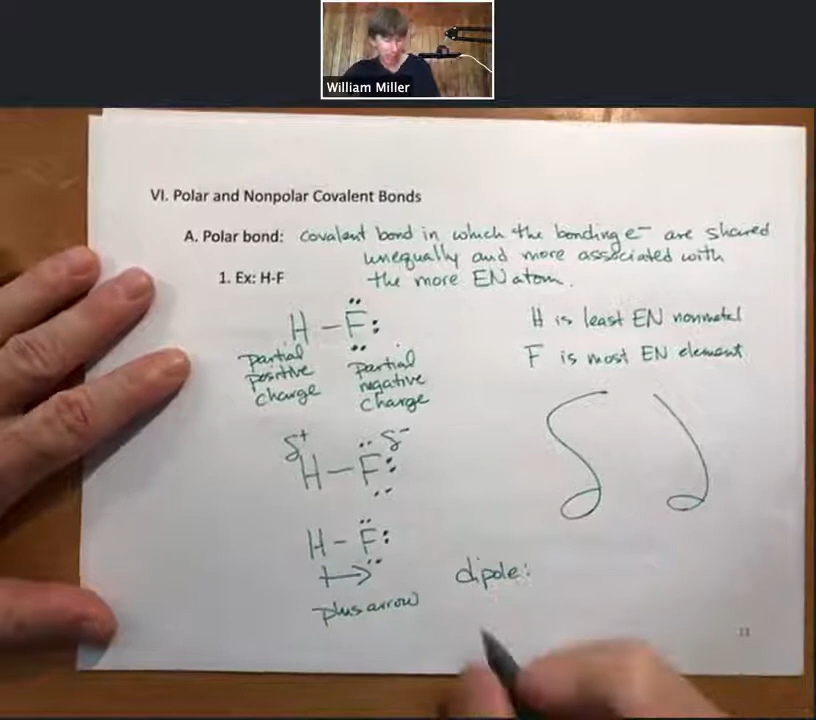 William Miller
VI. Polar and Nonpolar Covalent Bonds
A. Polar bond: covalent bond in which the bonding e⁻ are shared
unequally and more associated with
1. Ex: H-F the more EN atom.
H – F
H is least EN nonmetal
F is most EN element
partial positive charge
partial negative charge
δ⁺ δ⁻
H – F
δ
H – F
dipole:
plus arrow
11